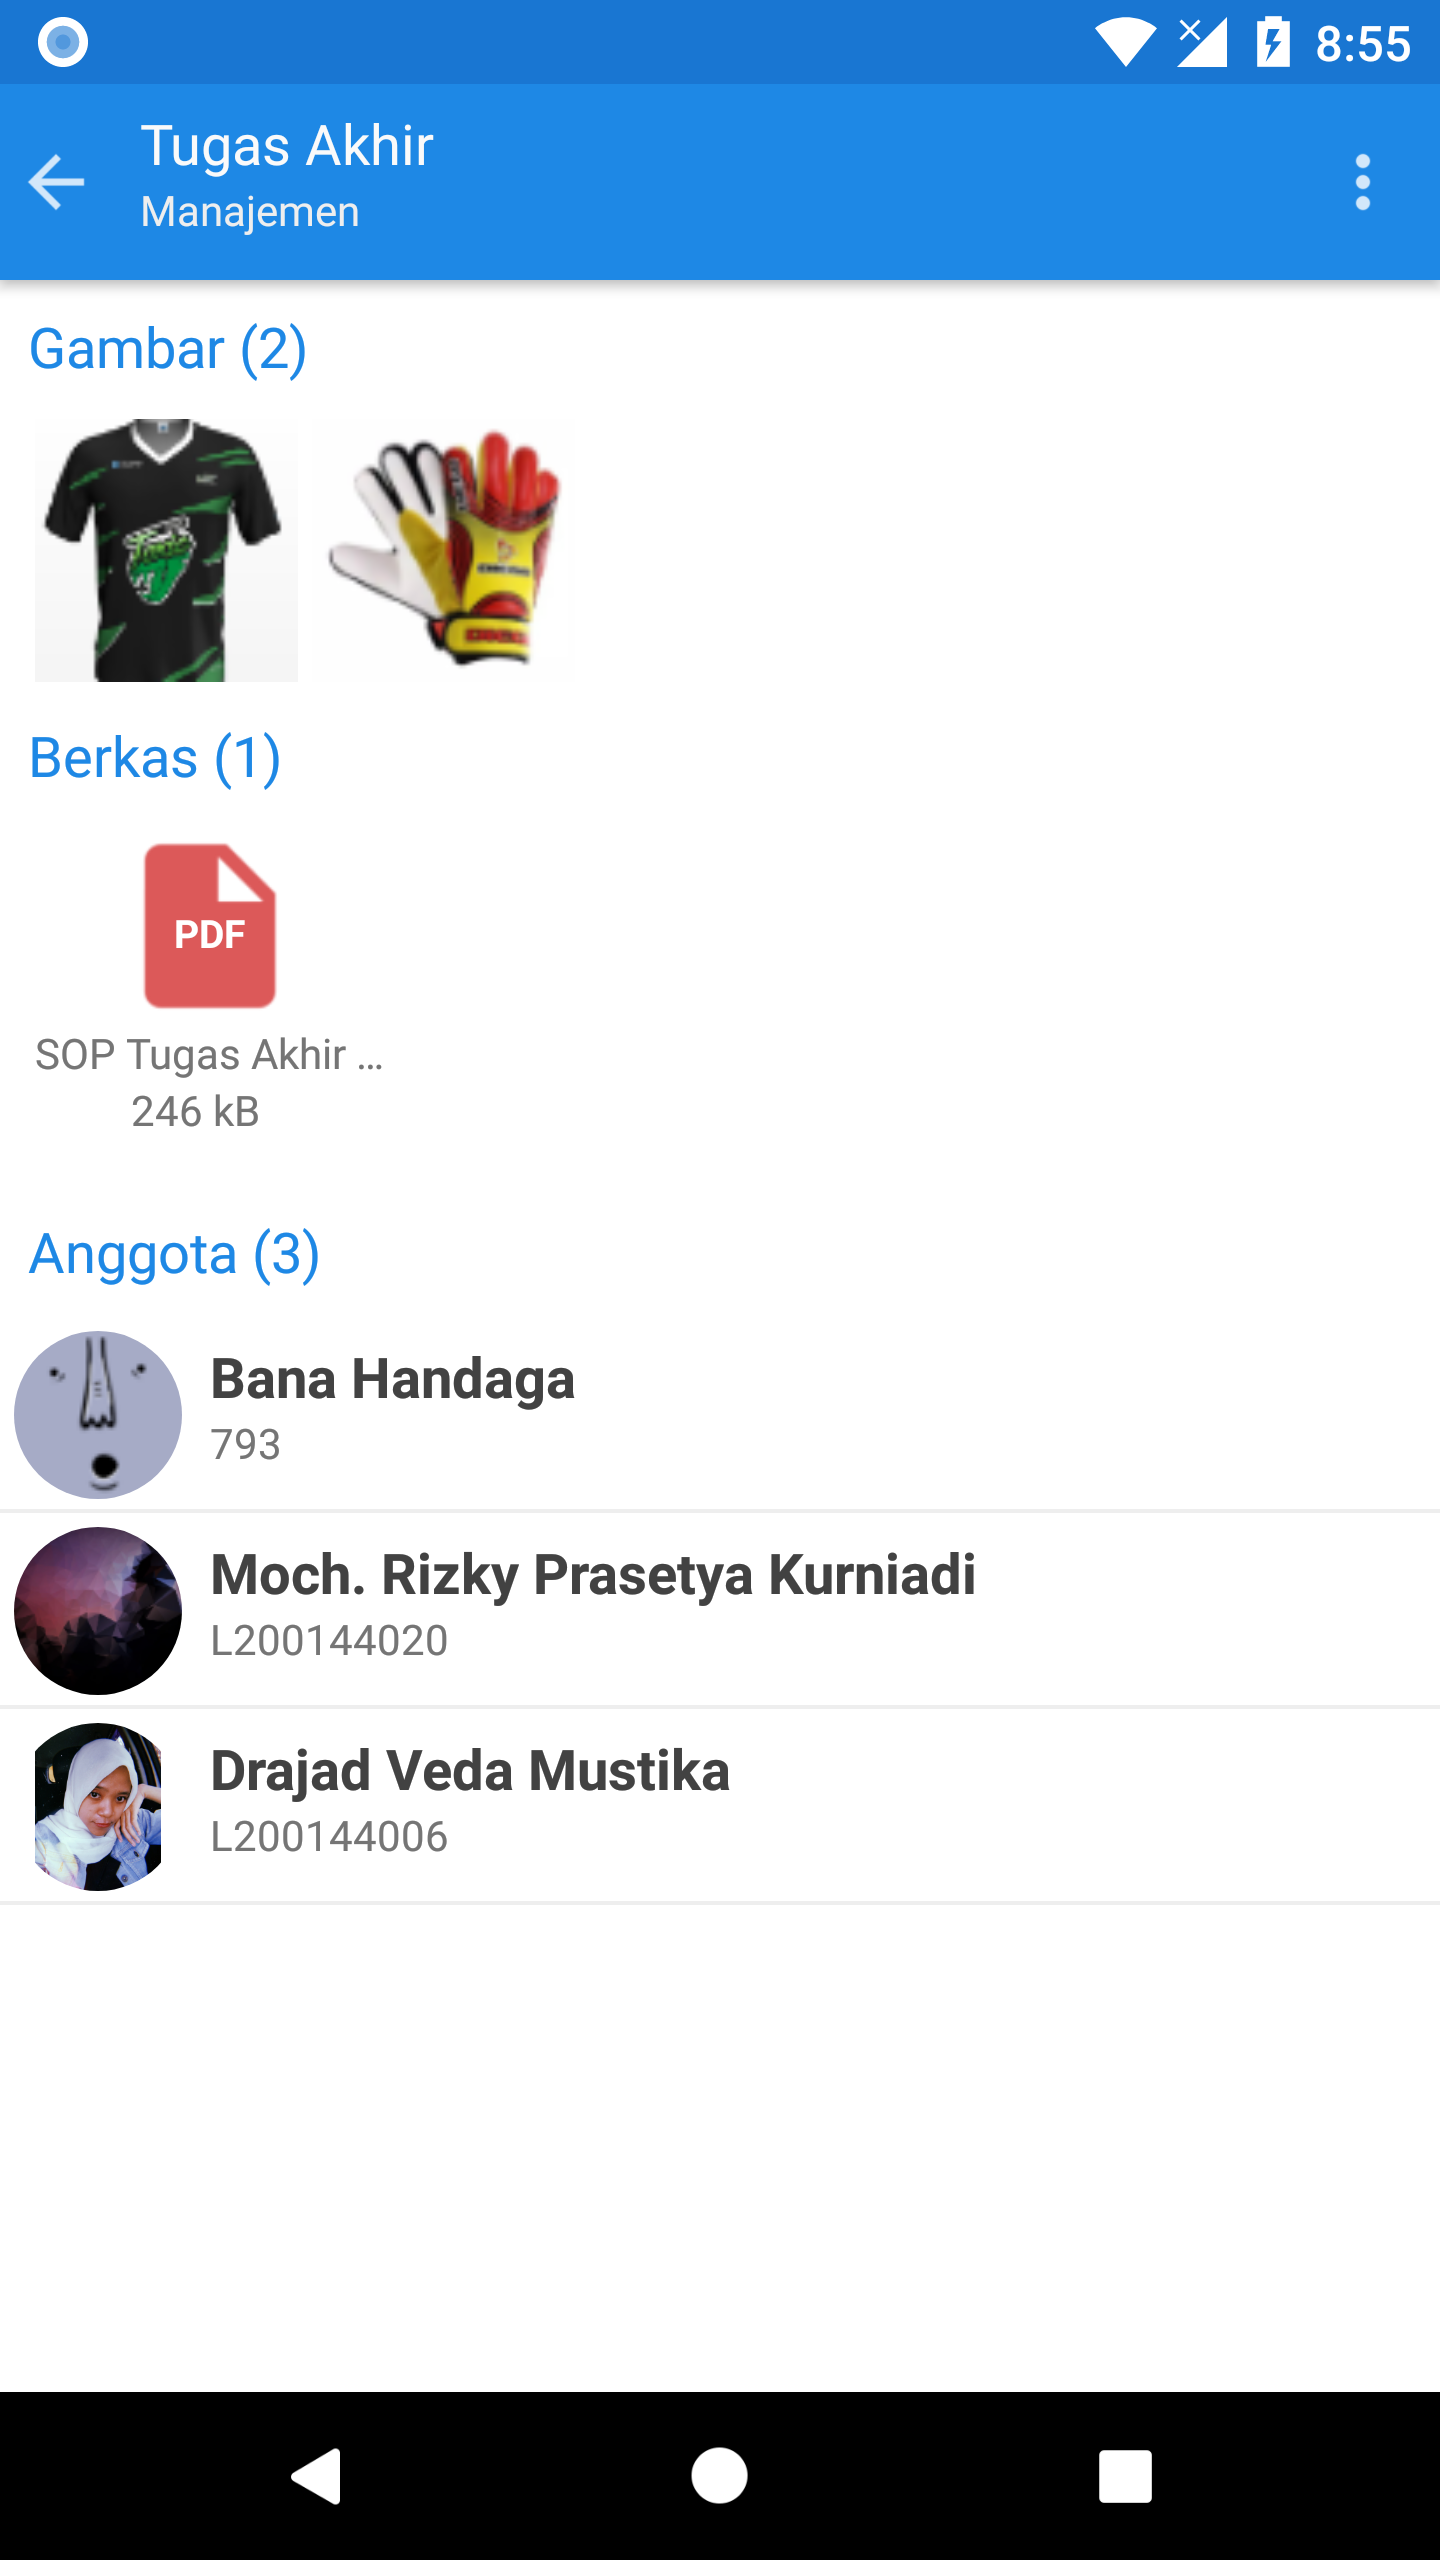 8:55
Tugas Akhir
Manajemen
Gambar (2)
Berkas (1)
PDF
SOP Tugas Akhir ...
246 kB
Anggota (3)
Bana Handaga
793
Moch. Rizky Prasetya Kurniadi
L200144020
Drajad Veda Mustika
L200144006